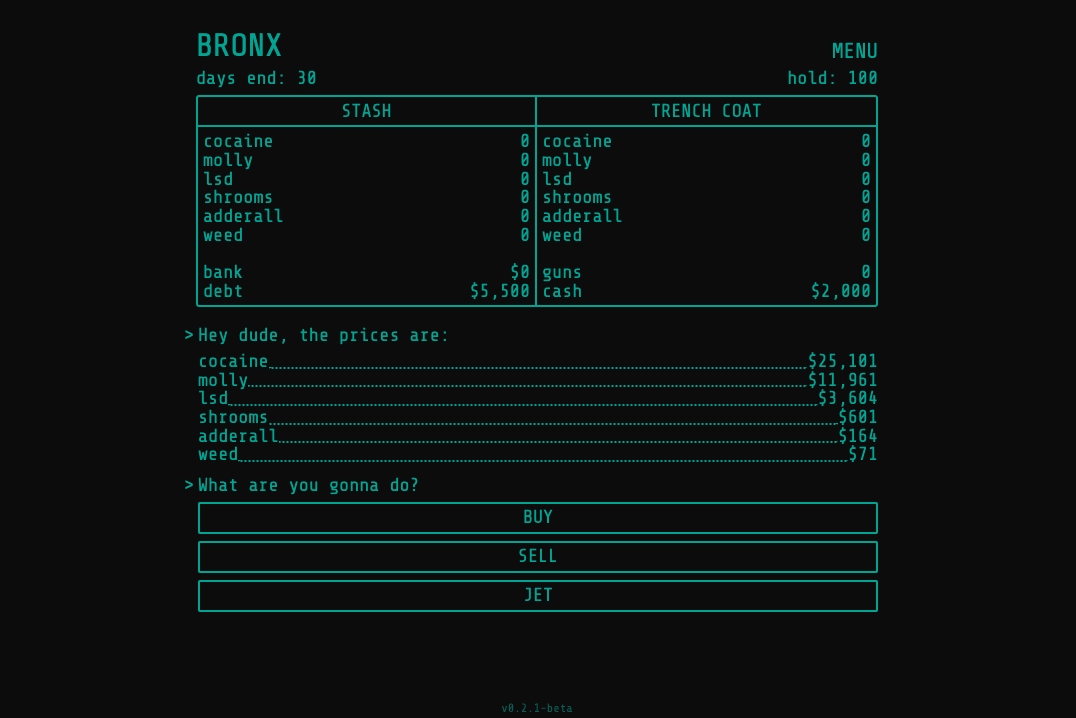 BRONX MENU
days end: 30 hold: 100
STASH TRENCH COAT
cocaine 0 cocaine 0
molly 0 molly 0
lsd 0 lsd 0
shrooms 0 shrooms 0
adderall 0 adderall 0
weed 0 weed 0
bank $0 guns 0
debt $5,500 cash $2,000
> Hey dude, the prices are:
cocaine $25,101
molly $11,961
lsd $3,604
shrooms $601
adderall $164
weed $71
> What are you gonna do?
BUY
SELL
JET
v0.2.1-beta